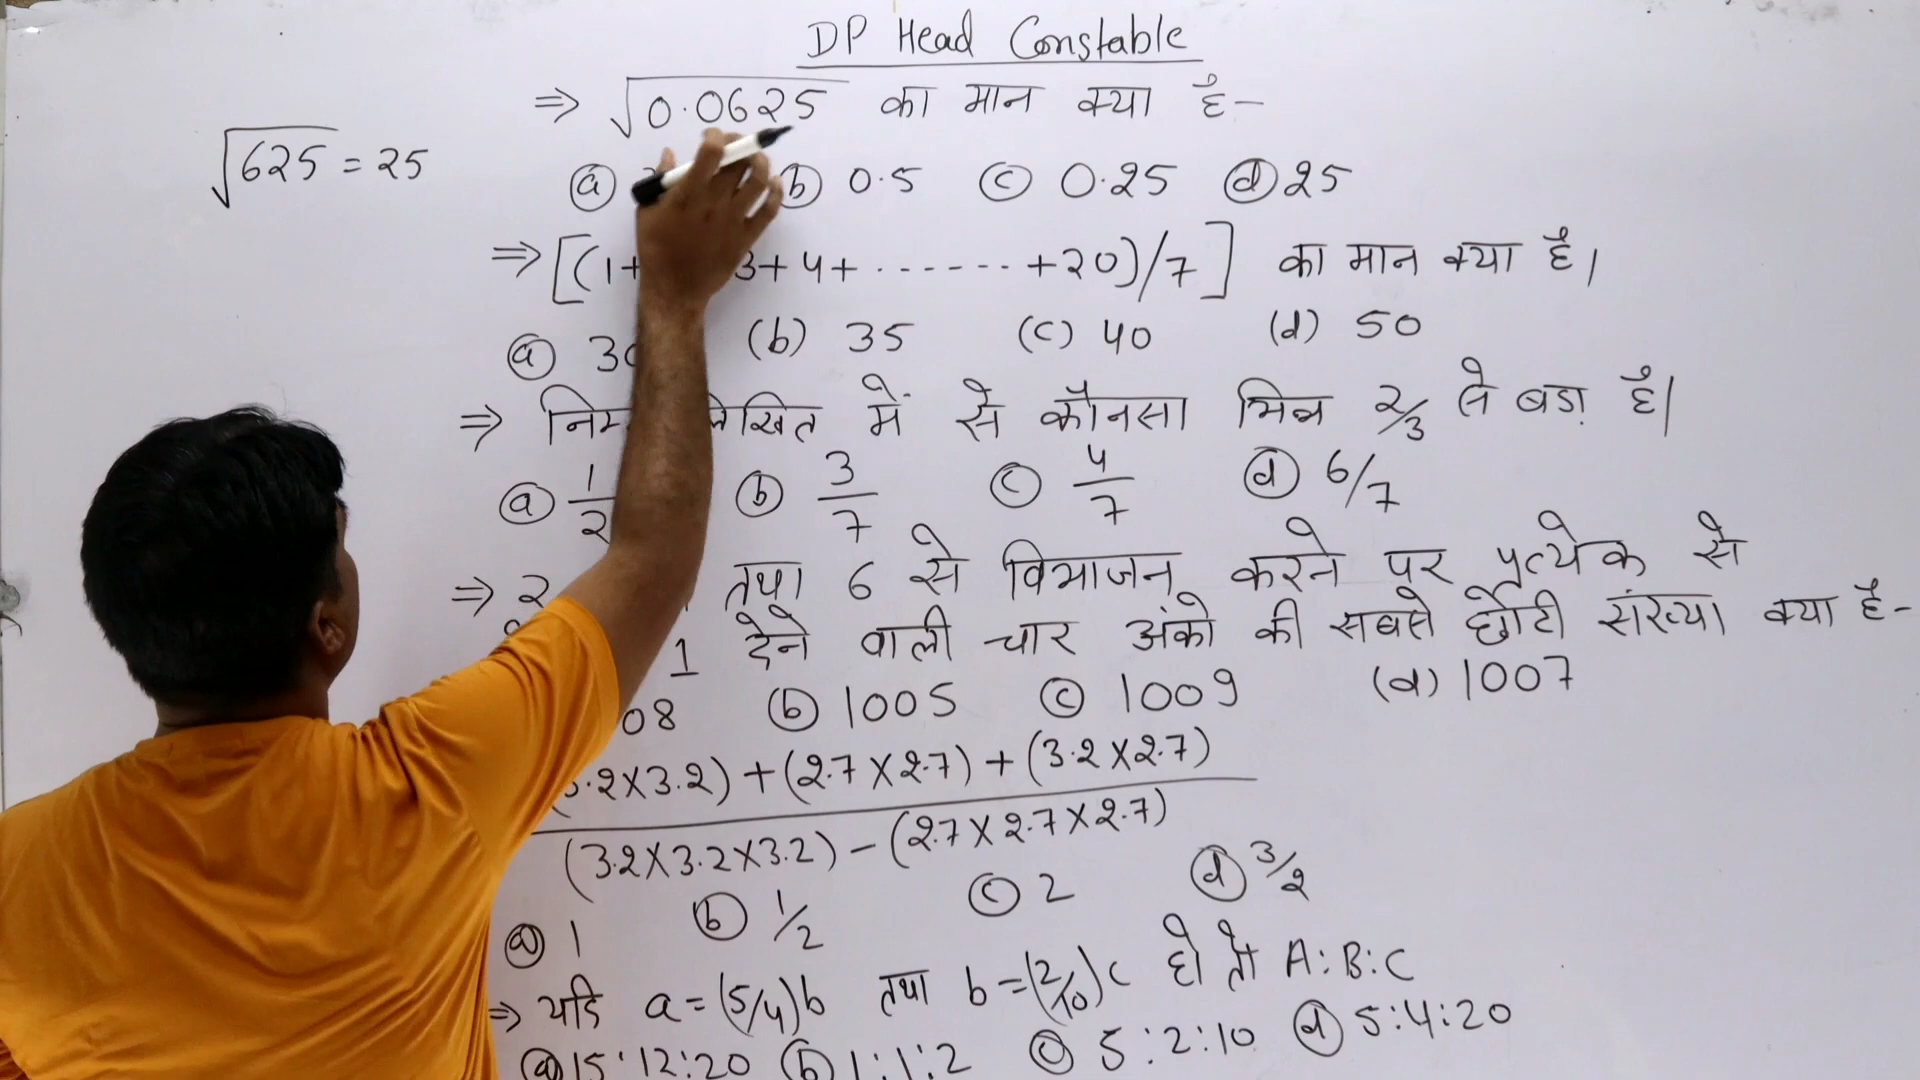 DP Head Constable
⇒ √0.0625 का मान क्या है-
√625 = 25
ⓐ ⓑ 0.5 ⓒ 0.25 ⓓ 25
⇒ [(1+ 3+4+.......+20)/7] का मान क्या है।
ⓐ 30 (b) 35 (c) 40 (d) 50
⇒ में से कौनसा भिन्न 2/3 से बड़ा है।
ⓐ 1/2 ⓑ 3/7 ⓒ 4/7 ⓓ 6/7
⇒ 2 तथा 6 से विभाजन करने पर प्रत्येक से
1 देने वाली चार अंको की सबसे छोटी संख्या क्या है-
08 ⓑ 1005 ⓒ 1009 (d) 1007
.2×3.2)+(2.7×2.7)+(3.2×2.7)
(3.2×3.2×3.2)-(2.7×2.7×2.7)
ⓐ 1 ⓑ 1/2 ⓒ 2 ⓓ 3/2
⇒ यदि a=(5/4)b तथा b=(2/10)c हो तो A:B:C
ⓐ 15:12:20 ⓑ 1:1:2 ⓒ 5:2:10 ⓓ 5:4:20